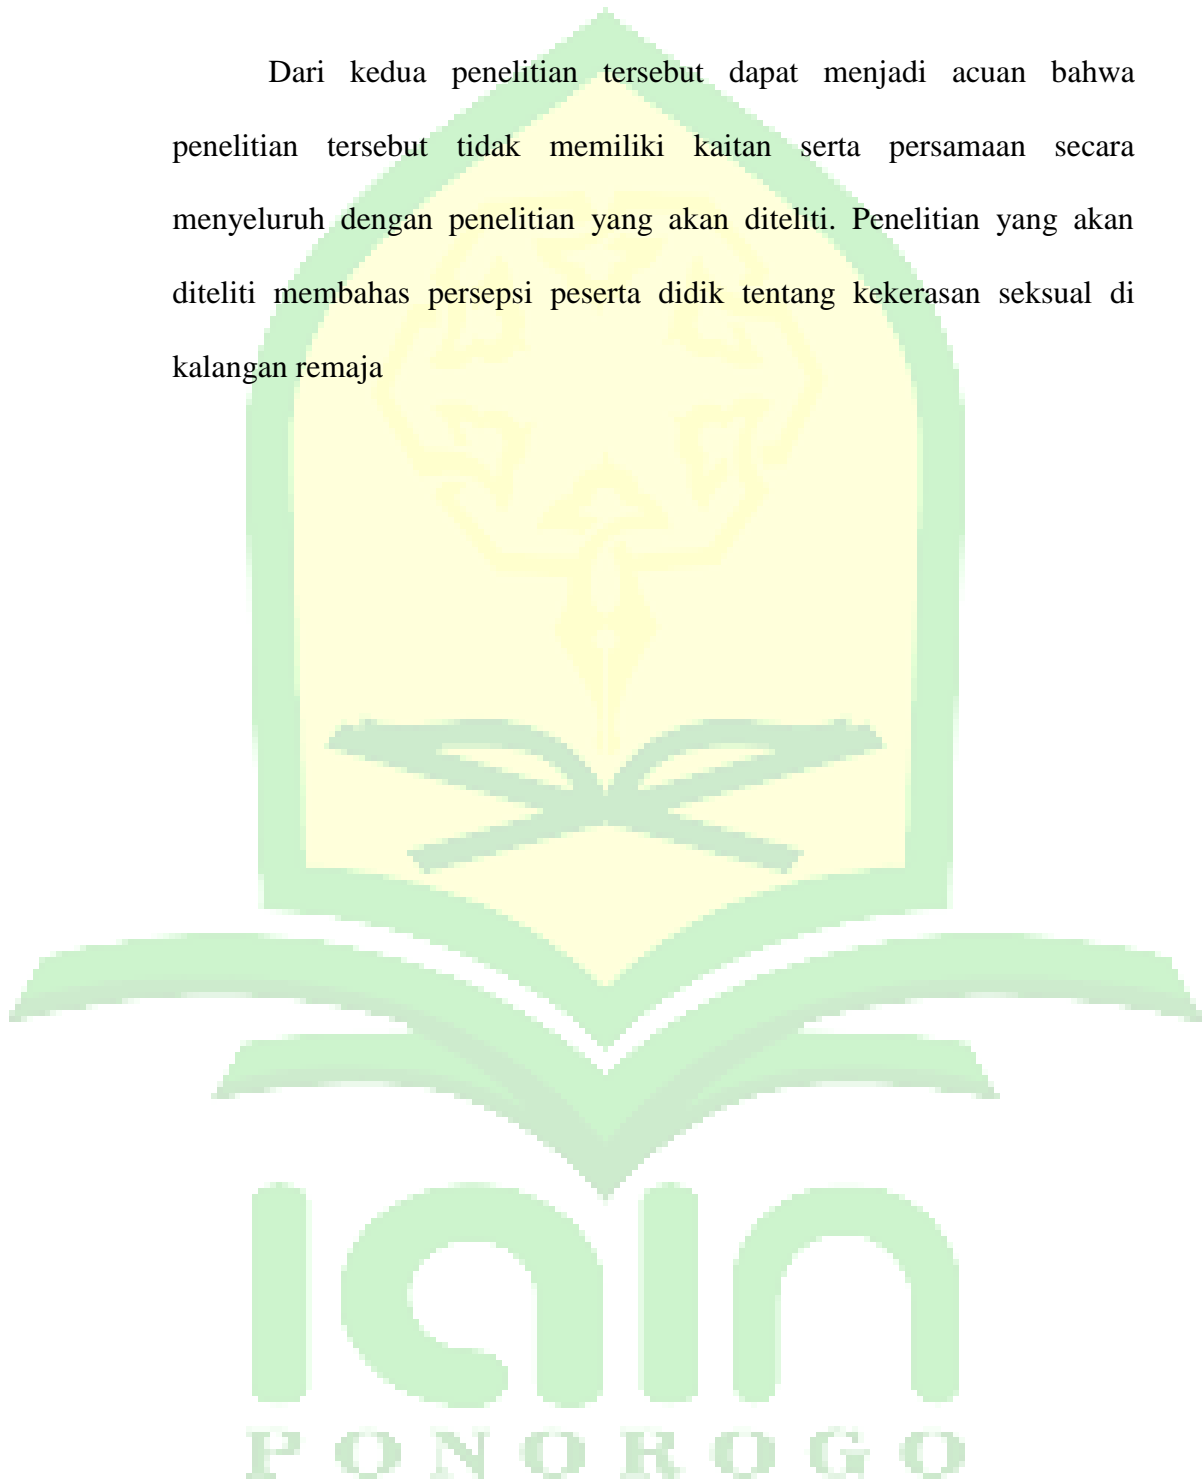 Dari kedua penelitian tersebut dapat menjadi acuan bahwa
penelitian tersebut tidak memiliki kaitan serta persamaan secara
menyeluruh dengan penelitian yang akan diteliti. Penelitian yang akan
diteliti membahas persepsi peserta didik tentang kekerasan seksual di
kalangan remaja
iain
PONOROGO